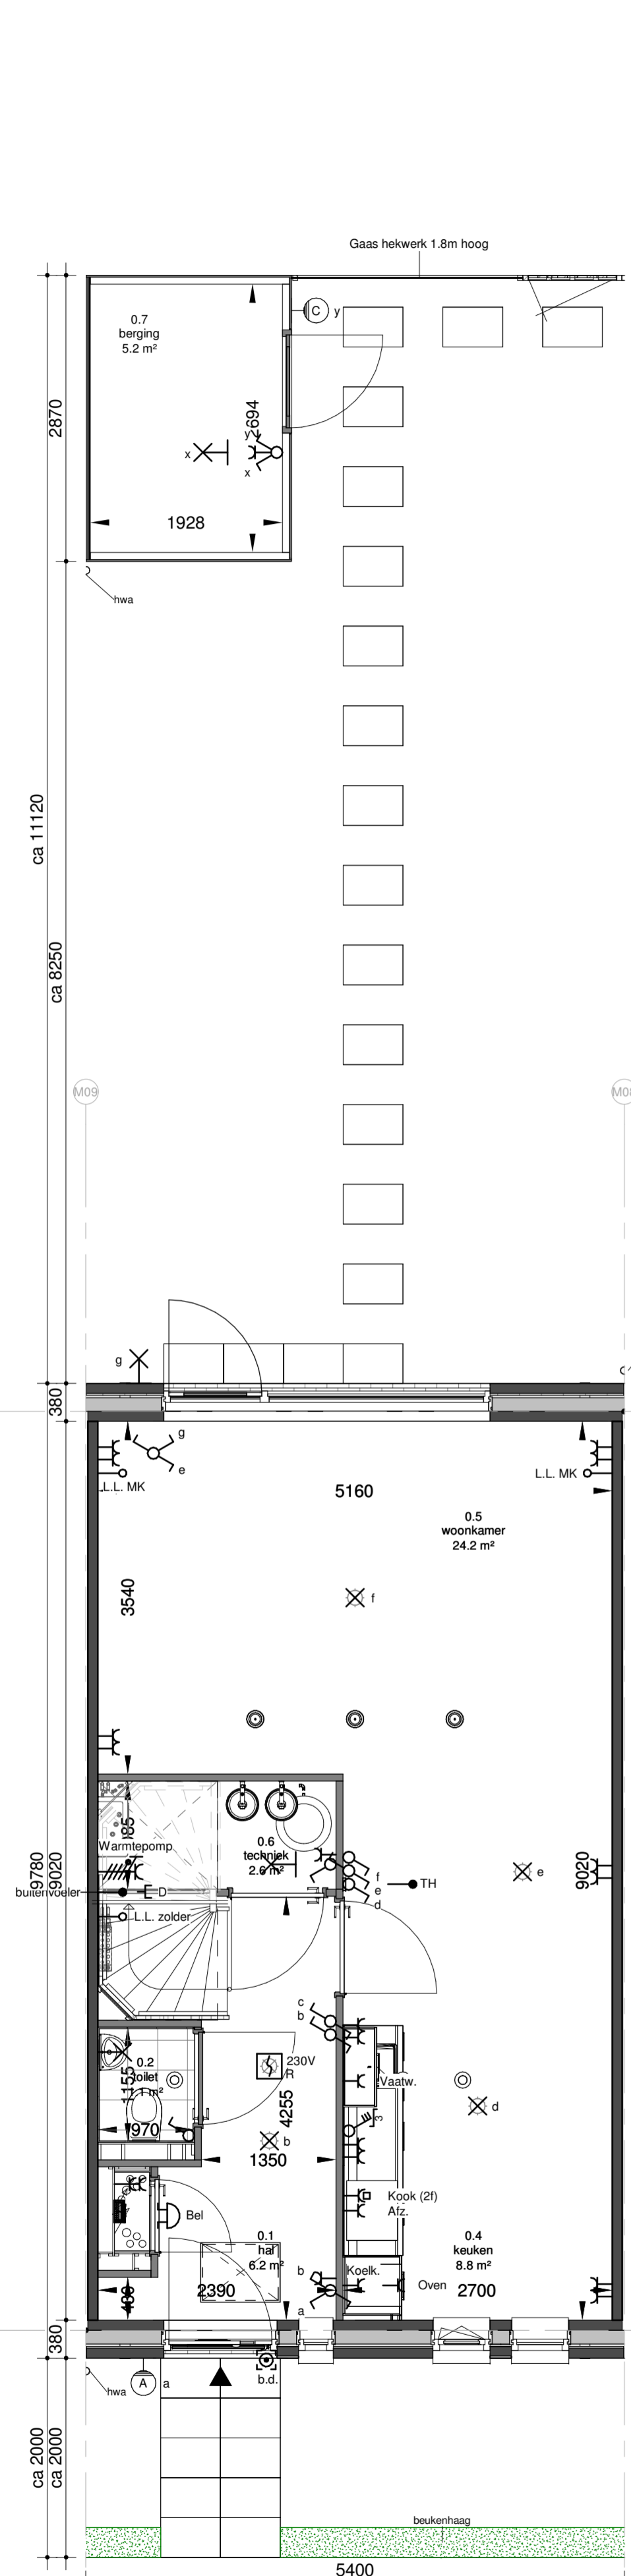 Gaas hekwerk 1.8m hoog
0.7
berging
5.2 m²
C
y
2870
2694
y
x
x
1928
hwa
ca 11120
ca 8250
M09
g
380
g
e
L.L. MK
L.L. MK
5160
0.5
woonkamer
24.2 m²
3540
f
Warmtepomp
0.6
techniek
2.6 m²
9780
9020
f
e
d
TH
e
9020
buitenvoeler
D
L.L. zolder
c
b
230V
R
0.2
toilet
1155
Vaatw.
4255
d
970
b
1350
3
Kook (2f)
Afz.
Bel
0.1
hal
6.2 m²
0.4
keuken
8.8 m²
b
Koelk.
Oven
2390
2700
a
380
b.d.
A
a
hwa
ca 2000
ca 2000
beukenhaag
5400